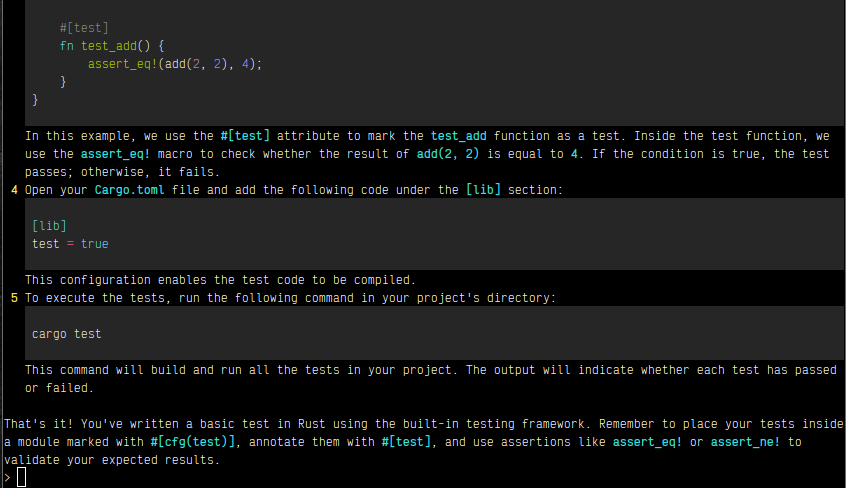 #[test]
fn test_add() {
assert_eq!(add(2, 2), 4);
}
}
In this example, we use the #[test] attribute to mark the test_add function as a test. Inside the test function, we
use the assert_eq! macro to check whether the result of add(2, 2) is equal to 4. If the condition is true, the test
passes; otherwise, it fails.
4 Open your Cargo.toml file and add the following code under the [lib] section:
[lib]
test = true
This configuration enables the test code to be compiled.
5 To execute the tests, run the following command in your project's directory:
cargo test
This command will build and run all the tests in your project. The output will indicate whether each test has passed
or failed.
That's it! You've written a basic test in Rust using the built-in testing framework. Remember to place your tests inside
a module marked with #[cfg(test)], annotate them with #[test], and use assertions like assert_eq! or assert_ne! to
validate your expected results.
>